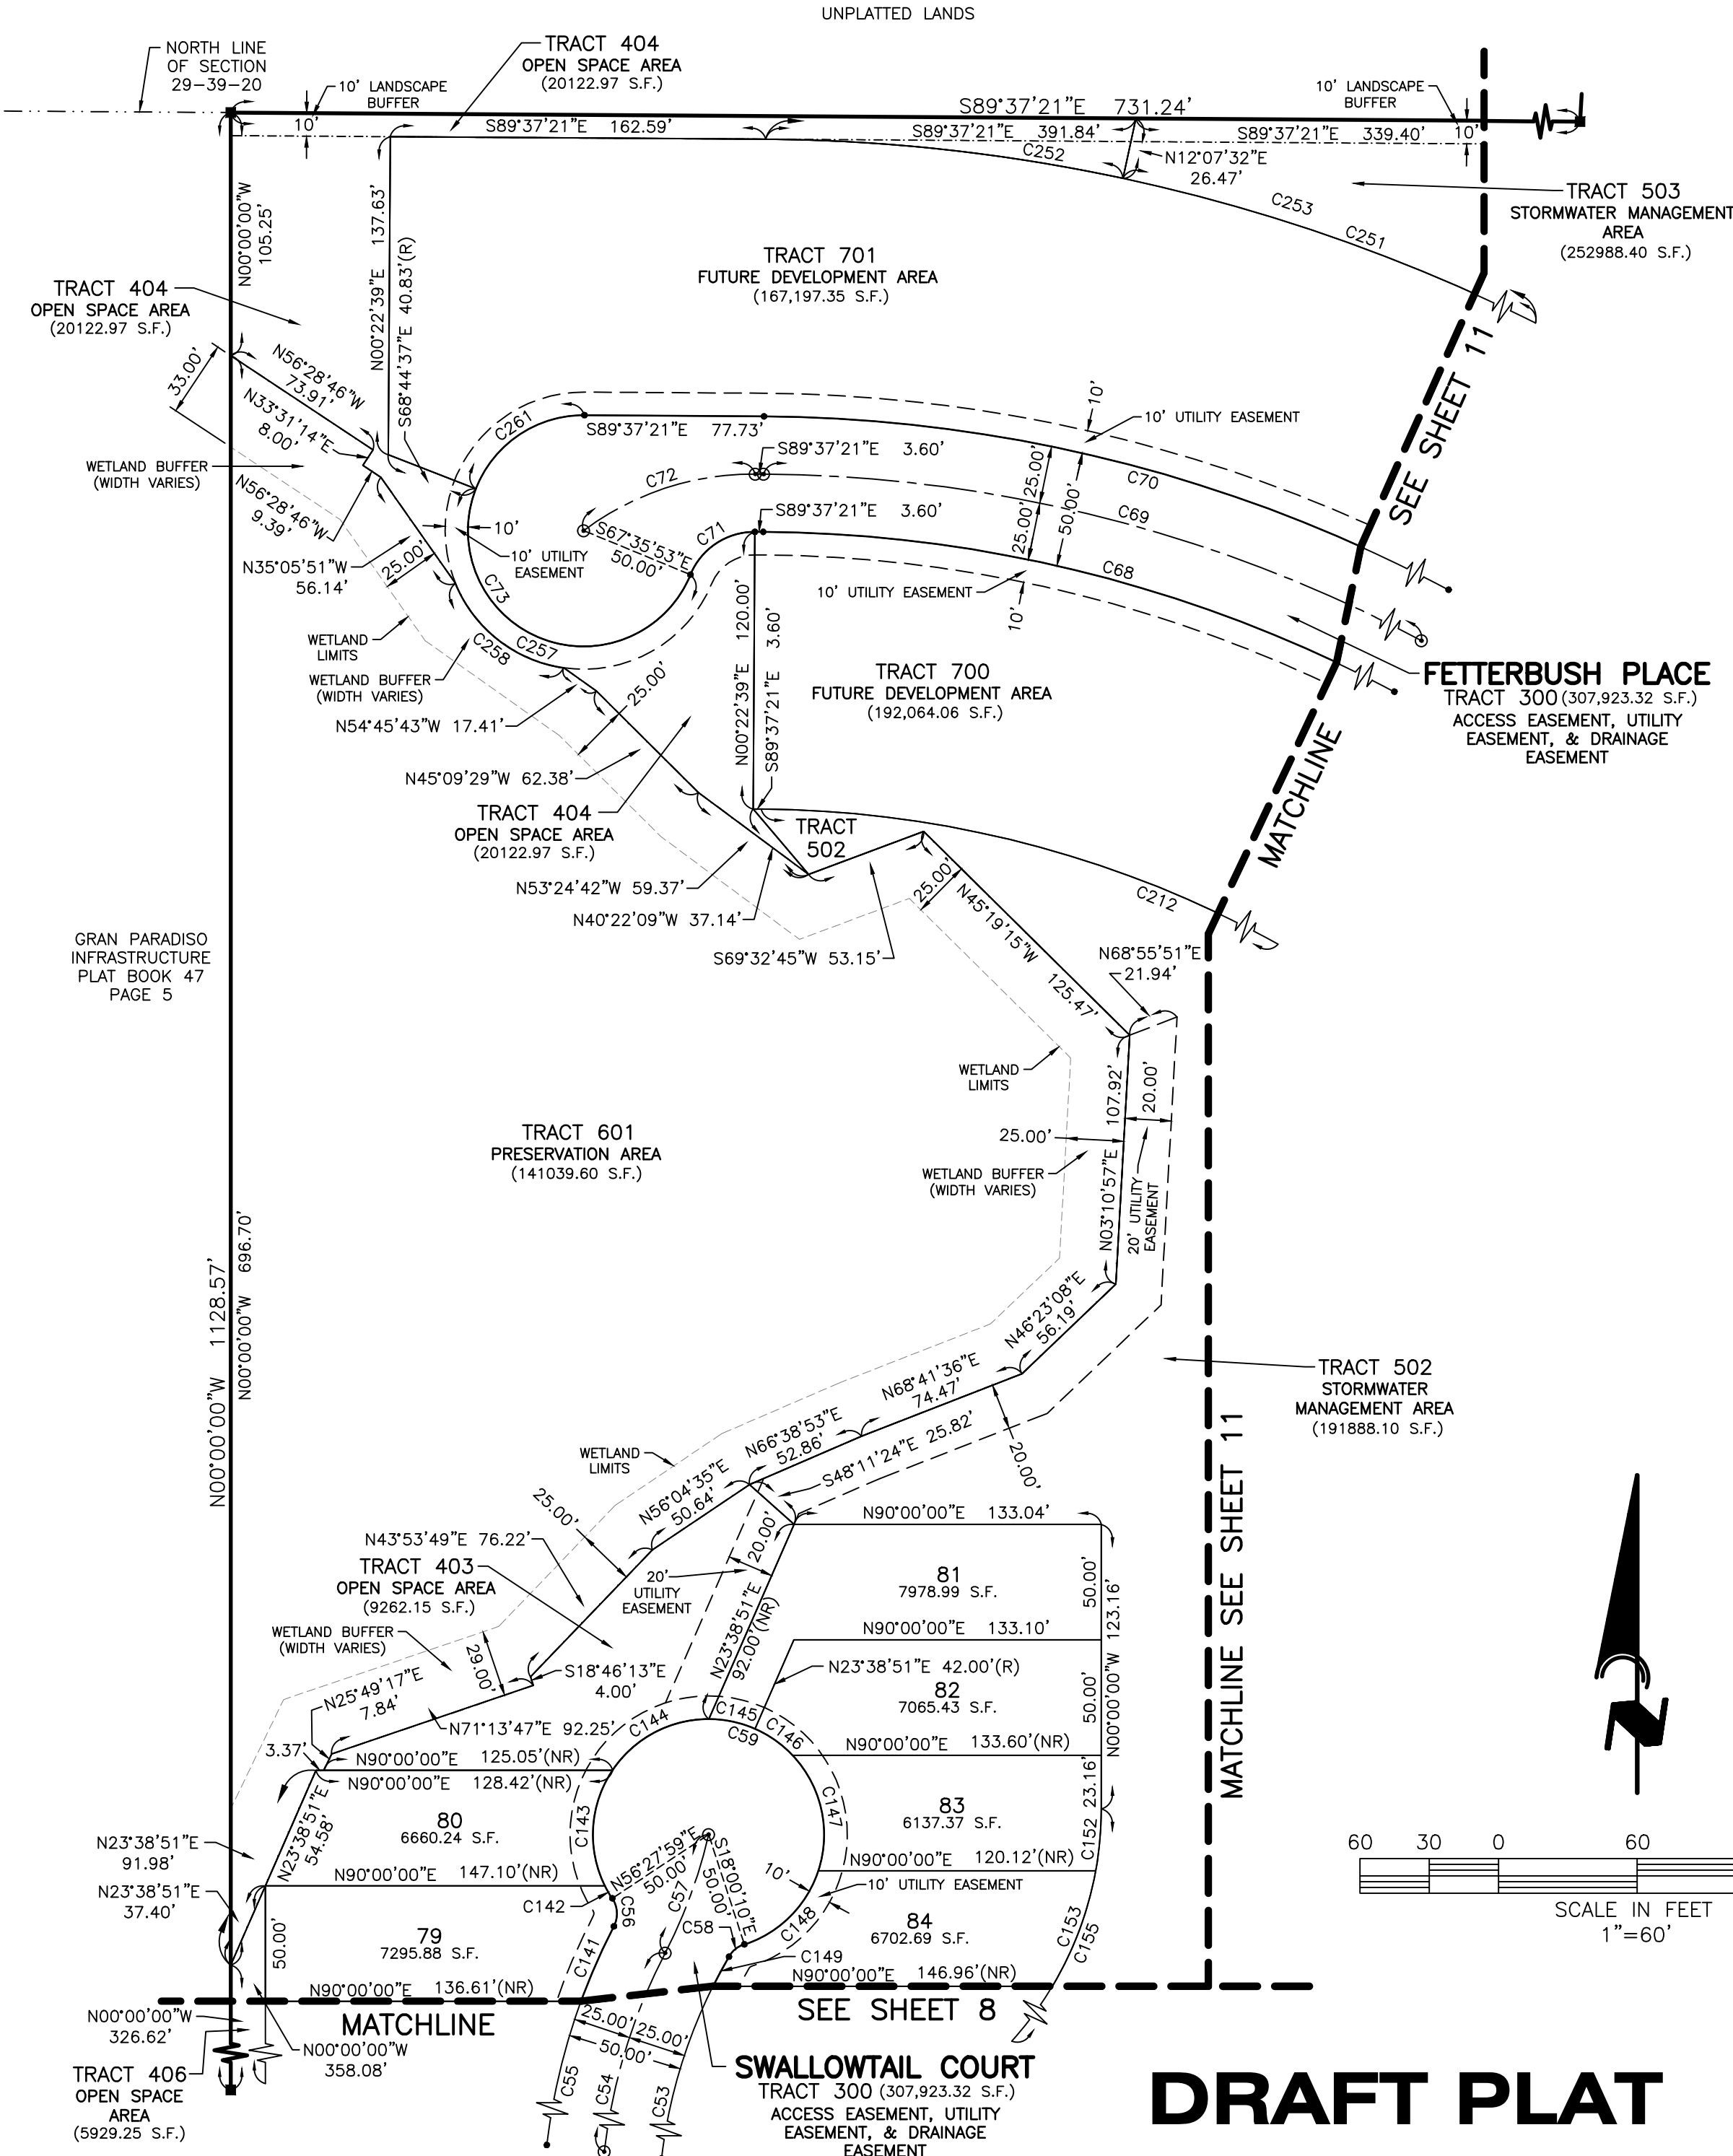 UNPLATTED LANDS
NORTH LINE
OF SECTION
29-39-20
TRACT 404
OPEN SPACE AREA
(20122.97 S.F.)
10' LANDSCAPE
BUFFER
10'
S89°37'21"E 731.24'
10' LANDSCAPE
BUFFER
S89°37'21"E 162.59'
S89°37'21"E 391.84'
S89°37'21"E 339.40'
10'
C252
N12°07'32"E
26.47'
C253
C251
TRACT 503
STORMWATER MANAGEMENT
AREA
(252988.40 S.F.)
N00°00'00"W
105.25'
N00°22'39"E 137.63'
S68°44'37"E 40.83'(R)
TRACT 701
FUTURE DEVELOPMENT AREA
(167,197.35 S.F.)
TRACT 404
OPEN SPACE AREA
(20122.97 S.F.)
33.00'
N56°28'46"W
73.91'
N33°31'14"E
8.00'
WETLAND BUFFER
(WIDTH VARIES)
N56°28'46"W
9.39'
N35°05'51"W
56.14'
25.00'
C261
S89°37'21"E 77.73'
10'
10' UTILITY EASEMENT
S89°37'21"E 3.60'
C72
C70
25.00'
25.00'
50.00'
C69
SEE SHEET 11
S89°37'21"E 3.60'
10'
10' UTILITY
EASEMENT
S67°35'53"E
50.00'
C71
C73
C68
10' UTILITY EASEMENT
10'
WETLAND
LIMITS
C257
C258
WETLAND BUFFER
(WIDTH VARIES)
N54°45'43"W 17.41'
25.00'
N00°22'39"E 120.00'
S89°37'21"E 3.60'
TRACT 700
FUTURE DEVELOPMENT AREA
(192,064.06 S.F.)
FETTERBUSH PLACE
TRACT 300 (307,923.32 S.F.)
ACCESS EASEMENT, UTILITY
EASEMENT, & DRAINAGE
EASEMENT
N45°09'29"W 62.38'
TRACT 404
OPEN SPACE AREA
(20122.97 S.F.)
MATCHLINE
TRACT
502
N53°24'42"W 59.37'
N40°22'09"W 37.14'
S69°32'45"W 53.15'
25.00'
N45°19'15"W 125.47'
C212
GRAN PARADISO
INFRASTRUCTURE
PLAT BOOK 47
PAGE 5
N68°55'51"E
21.94'
WETLAND
LIMITS
107.92'
N03°10'57"E
20.00'
25.00'
WETLAND BUFFER
(WIDTH VARIES)
20' UTILITY
EASEMENT
TRACT 601
PRESERVATION AREA
(141039.60 S.F.)
N00°00'00"W 1128.57'
N00°00'00"W 696.70'
N46°23'08"E
56.19'
N68°41'36"E
74.47'
TRACT 502
STORMWATER
MANAGEMENT AREA
(191888.10 S.F.)
N66°38'53"E
52.86'
S48°11'24"E 25.82'
20.00'
WETLAND
LIMITS
N56°04'35"E
50.64'
25.00'
N43°53'49"E 76.22'
TRACT 403
OPEN SPACE AREA
(9262.15 S.F.)
20.00'
20'
UTILITY
EASEMENT
N23°38'51"E
92.00'(NR)
WETLAND BUFFER
(WIDTH VARIES)
29.00'
S18°46'13"E
4.00'
N25°49'17"E
7.84'
N71°13'47"E 92.25'
3.37'
N90°00'00"E 125.05'(NR)
N90°00'00"E 128.42'(NR)
N90°00'00"E 133.04'
81
7978.99 S.F.
50.00'
N00°00'00"W 123.16'
N90°00'00"E 133.10'
N23°38'51"E 42.00'(R)
82
7065.43 S.F.
50.00'
N90°00'00"E 133.60'(NR)
C144
C145
C59
C146
C143
C147
83
6137.37 S.F.
23.16'
C152
N90°00'00"E 120.12'(NR)
80
6660.24 S.F.
N23°38'51"E
54.58'
N23°38'51"E
91.98'
N23°38'51"E
37.40'
N90°00'00"E 147.10'(NR)
N56°27'59"E
50.00'
S18°00'10"E
50.00'
10'
10' UTILITY EASEMENT
C142
C56
C57
C58
C148
C149
84
6702.69 S.F.
C153
C155
N90°00'00"E 146.96'(NR)
79
7295.88 S.F.
50.00'
C141
N90°00'00"E 136.61'(NR)
MATCHLINE
SEE SHEET 8
MATCHLINE SEE SHEET 11
N00°00'00"W
326.62'
N00°00'00"W
358.08'
TRACT 406
OPEN SPACE
AREA
(5929.25 S.F.)
25.00'
25.00'
50.00'
C55
C54
C53
SWALLOWTAIL COURT
TRACT 300 (307,923.32 S.F.)
ACCESS EASEMENT, UTILITY
EASEMENT, & DRAINAGE
EASEMENT
N
60 30 0 60
SCALE IN FEET
1"=60'
DRAFT PLAT